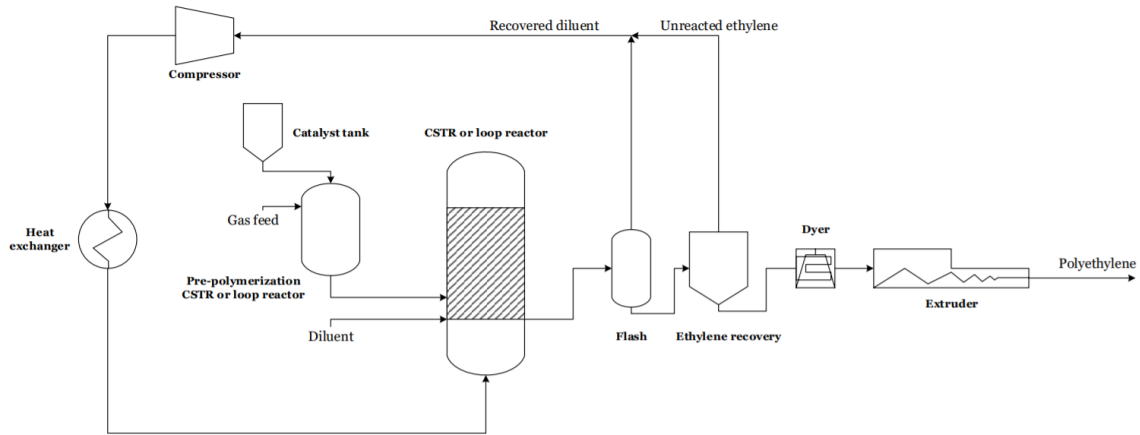 Recovered diluent
Unreacted ethylene
Compressor
Catalyst tank
CSTR or loop reactor
Gas feed
Heat
exchanger
Dyer
Polyethylene
Pre-polymerization
CSTR or loop reactor
Extruder
Diluent
Flash
Ethylene recovery